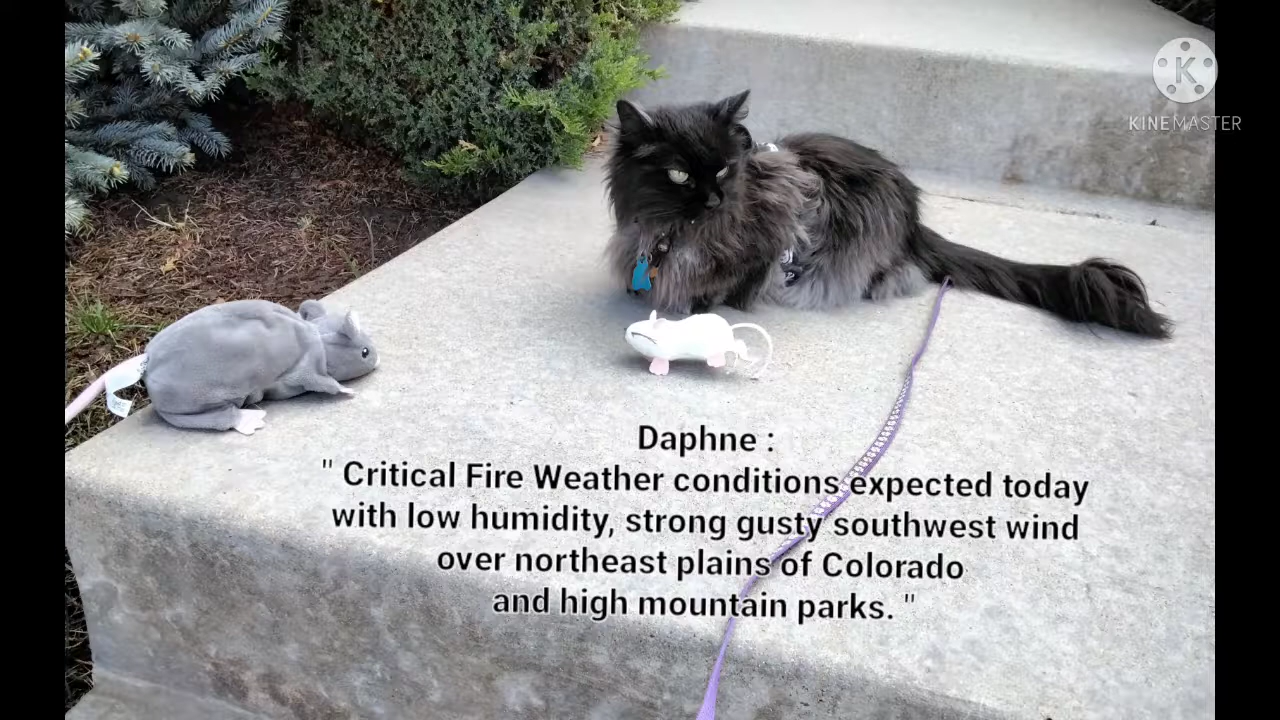 KINEMASTER
Daphne :
" Critical Fire Weather conditions expected today
with low humidity, strong gusty southwest wind
over northeast plains of Colorado
and high mountain parks. "